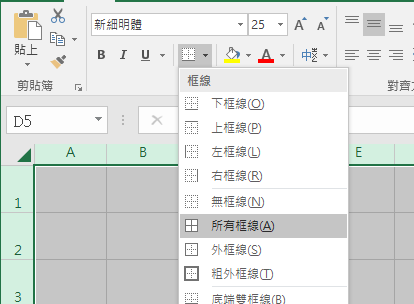 新細明體 25 A A
貼上
B I U A 中文
剪貼簿
對齊方
框線
D5
下框線(O)
上框線(P)
左框線(L)
右框線(R)
無框線(N)
所有框線(A)
外框線(S)
粗外框線(T)
底端雙框線(B)
A B E
1
2
3